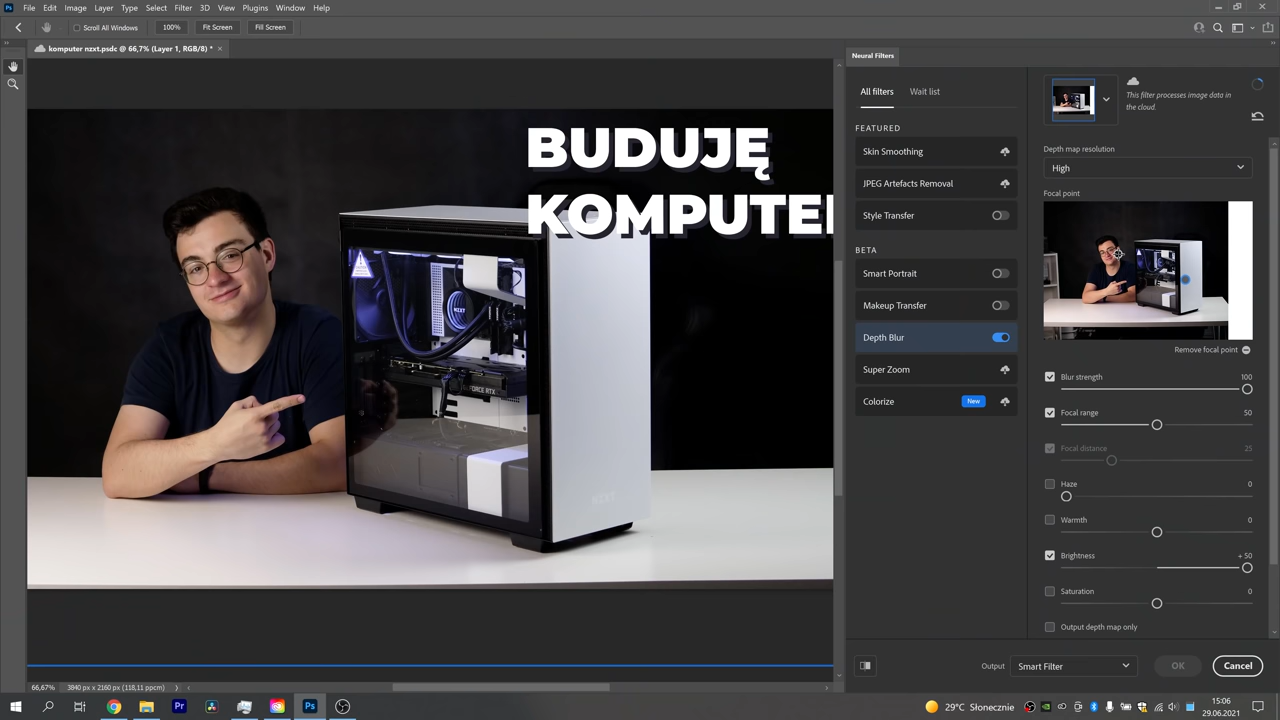 Ps File Edit Image Layer Type Select Filter 3D View Plugins Window Help
Scroll All Windows 100% Fit Screen Fill Screen
komputer nzxt.psdc @ 66,7% (Layer 1, RGB/8) *
BUDUJĘ
KOMPUTER
NZXT
GEFORCE RTX
NZXT
Neural Filters
All filters Wait list
FEATURED
Skin Smoothing
JPEG Artefacts Removal
Style Transfer
BETA
Smart Portrait
Makeup Transfer
Depth Blur
Super Zoom
Colorize New
This filter processes image data in
the cloud.
Depth map resolution
High
Focal point
Remove focal point
Blur strength 100
Focal range 50
Focal distance 25
Haze 0
Warmth 0
Brightness +50
Saturation 0
Output depth map only
Output Smart Filter OK Cancel
66,67% 3840 px x 2160 px (118,11 ppcm)
Pr Ps 29°C Słonecznie 15:06
29.06.2021